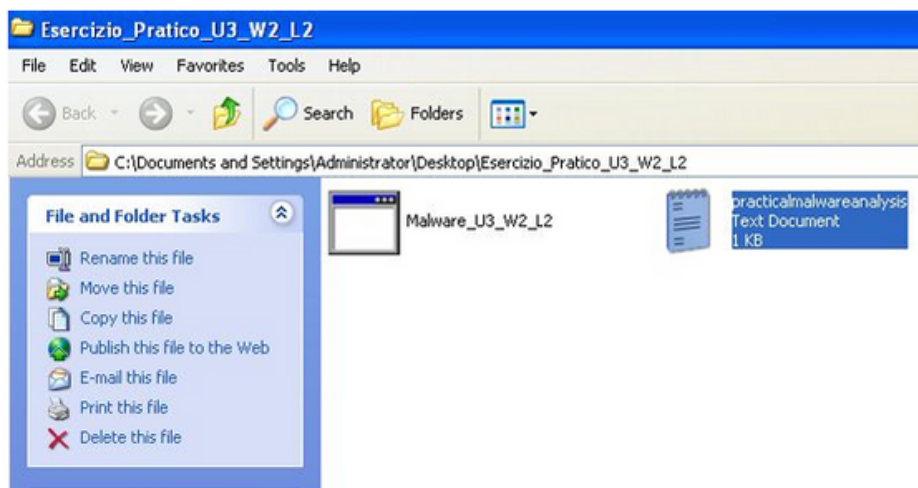 Esercizio_Pratico_U3_W2_L2
File Edit View Favorites Tools Help
Back Search Folders
Address C:\Documents and Settings\Administrator\Desktop\Esercizio_Pratico_U3_W2_L2
File and Folder Tasks
Rename this file
Move this file
Copy this file
Publish this file to the Web
E-mail this file
Print this file
Delete this file
Malware_U3_W2_L2
practicalmalwareanalysis
Text Document
1 KB